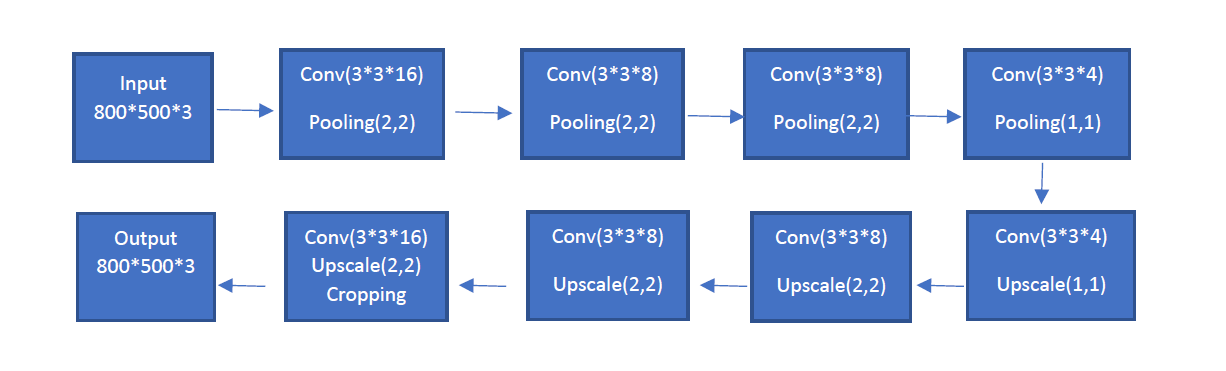 Input
800*500*3
Conv(3*3*16)
Pooling(2,2)
Conv(3*3*8)
Pooling(2,2)
Conv(3*3*8)
Pooling(2,2)
Conv(3*3*4)
Pooling(1,1)
Conv(3*3*4)
Upscale(1,1)
Conv(3*3*8)
Upscale(2,2)
Conv(3*3*8)
Upscale(2,2)
Conv(3*3*16)
Upscale(2,2)
Cropping
Output
800*500*3